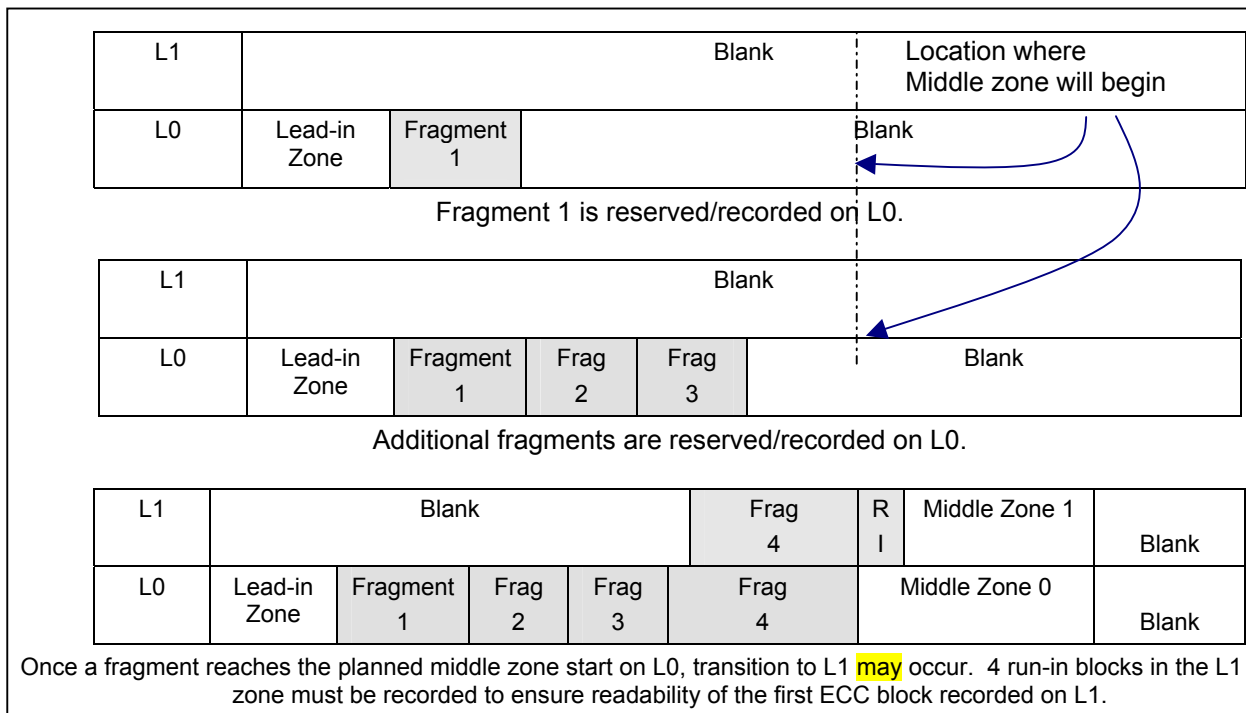 L1 Blank Location where
Middle zone will begin
L0 Lead-in Zone Fragment 1 Blank
Fragment 1 is reserved/recorded on L0.
L1 Blank
L0 Lead-in Zone Fragment 1 Frag 2 Frag 3 Blank
Additional fragments are reserved/recorded on L0.
L1 Blank Frag 4 R I Middle Zone 1 Blank
L0 Lead-in Zone Fragment 1 Frag 2 Frag 3 Frag 4 Middle Zone 0 Blank
Once a fragment reaches the planned middle zone start on L0, transition to L1 may occur. 4 run-in blocks in the L1
zone must be recorded to ensure readability of the first ECC block recorded on L1.